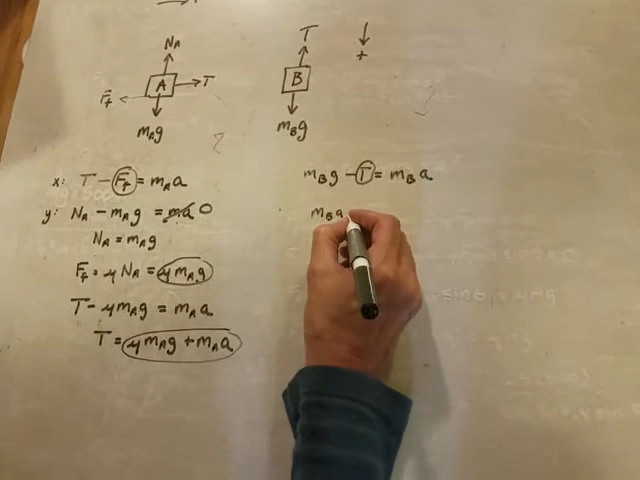 T
N_A
A
T
F_f
m_A g
T
B
m_B g
+
x: T - F_f = m_A a
y: N_A - m_A g = ma 0
N_A = m_A g
F_f = μ N_A = μ m_A g
T - μ m_A g = m_A a
T = μ m_A g + m_A a
m_B g - T = m_B a
m_B g